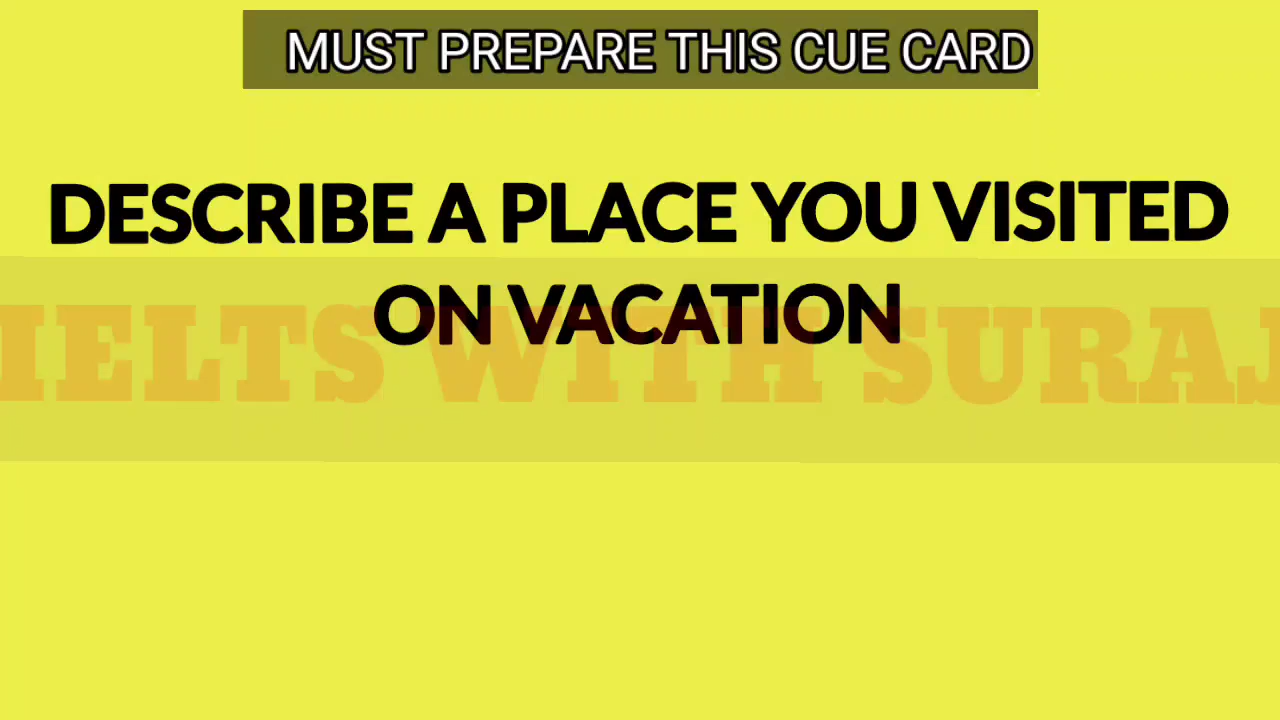 MUST PREPARE THIS CUE CARD
DESCRIBE A PLACE YOU VISITED
ON VACATION
IELTS WITH SURAJ